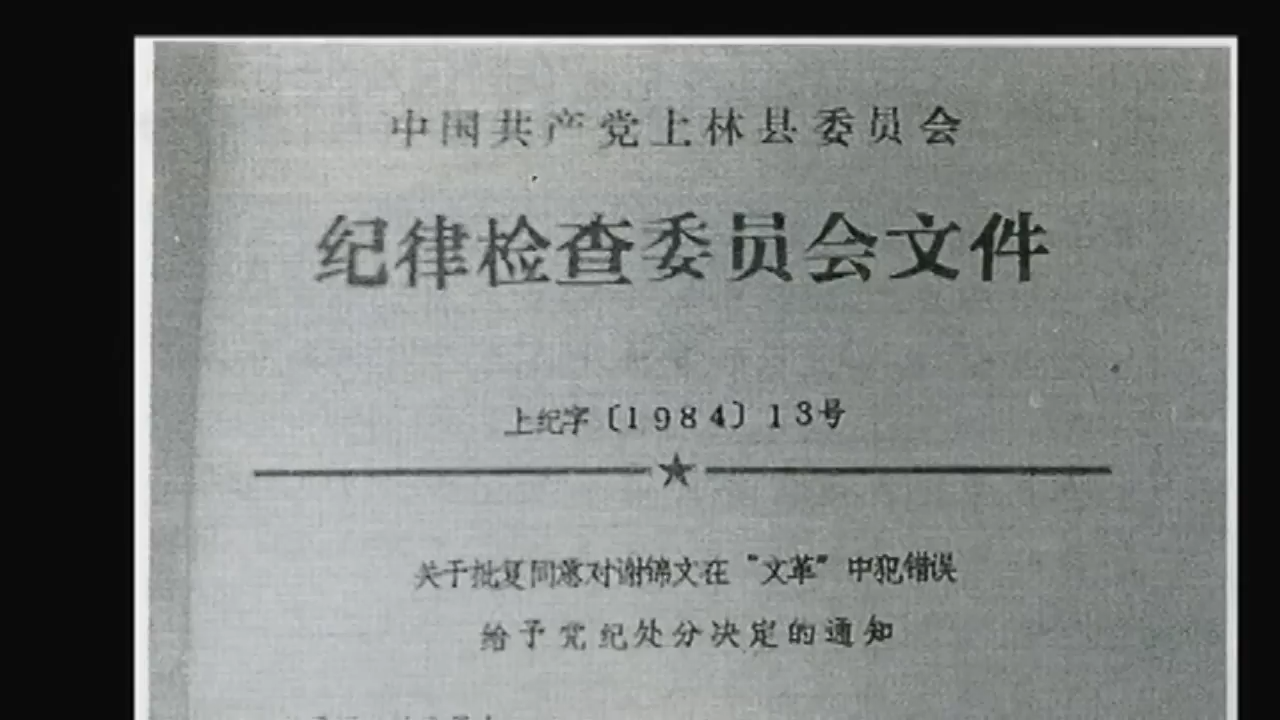 中国共产党上林县委员会
纪律检查委员会文件
上纪字〔1984〕13号
关于批复同意对谢锦文在“文革”中犯错误
给予党纪处分决定的通知